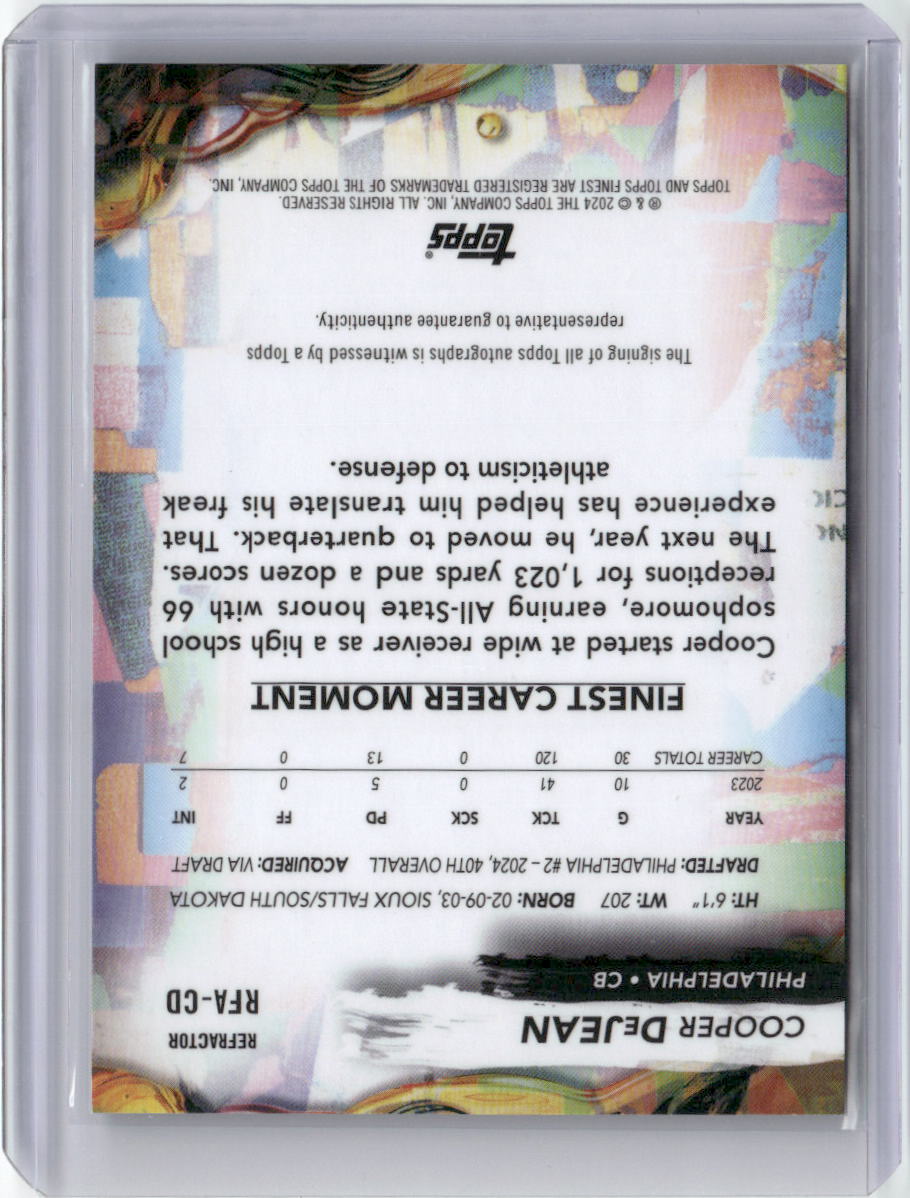 REFRACTOR
RFA-CD
COOPER DEJEAN
PHILADELPHIA • CB
HT: 6'1" WT: 207 BORN: 02-09-03, SIOUX FALLS/SOUTH DAKOTA
DRAFTED: PHILADELPHIA #2 – 2024, 40TH OVERALL ACQUIRED: VIA DRAFT
YEAR G TCK SCK PD FF INT
2023 10 41 0 5 0 2
CAREER TOTALS 30 120 0 13 0 7
FINEST CAREER MOMENT
Cooper started at wide receiver as a high school
sophomore, earning All-State honors with 66
receptions for 1,023 yards and a dozen scores.
The next year, he moved to quarterback. That
experience has helped him translate his freak
athleticism to defense.
The signing of all Topps autographs is witnessed by a Topps
representative to guarantee authenticity.
topps®
® & © 2024 THE TOPPS COMPANY, INC. ALL RIGHTS RESERVED.
TOPPS AND TOPPS FINEST ARE REGISTERED TRADEMARKS OF THE TOPPS COMPANY, INC.